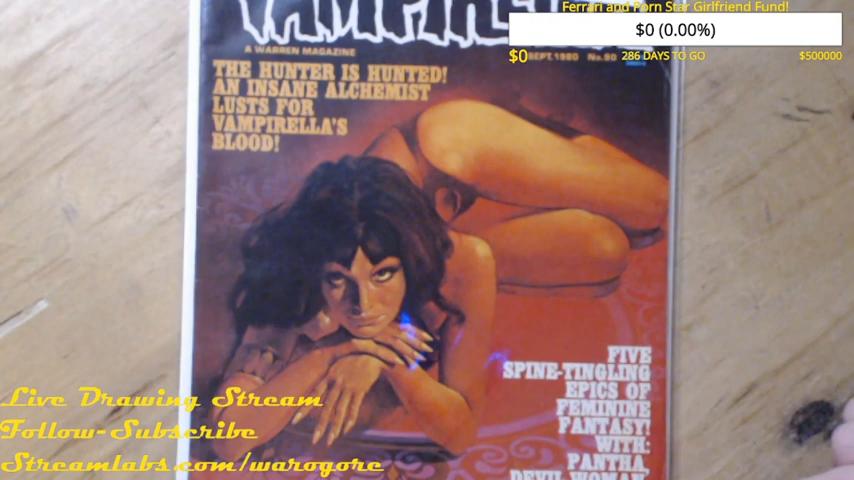 Ferrari and Porn Star Girlfriend Fund!
$0 (0.00%)
$0 286 DAYS TO GO $500000
VAMPIRELLA
A WARREN MAGAZINE
SEPT. 1980 No. 90
THE HUNTER IS HUNTED!
AN INSANE ALCHEMIST
LUSTS FOR
VAMPIRELLA'S
BLOOD!
FIVE
SPINE-TINGLING
EPICS OF
FEMININE
FANTASY!
WITH:
PANTHA,
DEVIL WOMAN,
Live Drawing Stream
Follow-Subscribe
Streamlabs.com/warogore